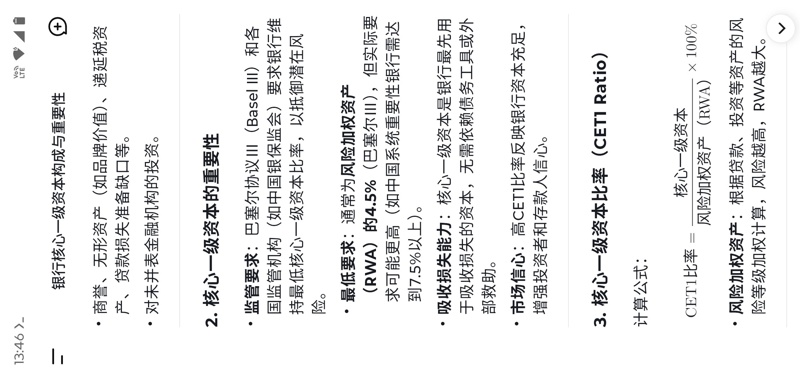 13:46
VoS LTE
银行核心一级资本构成与重要性
• 商誉、无形资产（如品牌价值）、递延税资
产、贷款损失准备缺口等。
• 对未并表金融机构的投资。
2. 核心一级资本的重要性
• 监管要求：巴塞尔协议III（Basel III）和各
国监管机构（如中国银保监会）要求银行维
持最低核心一级资本比率，以抵御潜在风
险。
• 最低要求：通常为风险加权资产
（RWA）的4.5%（巴塞尔III），但实际要
求可能更高（如中国系统重要性银行需达
到7.5%以上）。
• 吸收损失能力：核心一级资本是银行最先用
于吸收损失的资本，无需依赖债务工具或外
部救助。
• 市场信心：高CET1比率反映银行资本充足，
增强投资者和存款人信心。
3. 核心一级资本比率（CET1 Ratio）
计算公式：
CET1比率 = 核心一级资本 / 风险加权资产（RWA） × 100%
• 风险加权资产：根据贷款、投资等资产的风
险等级加权计算，风险越高，RWA越大。